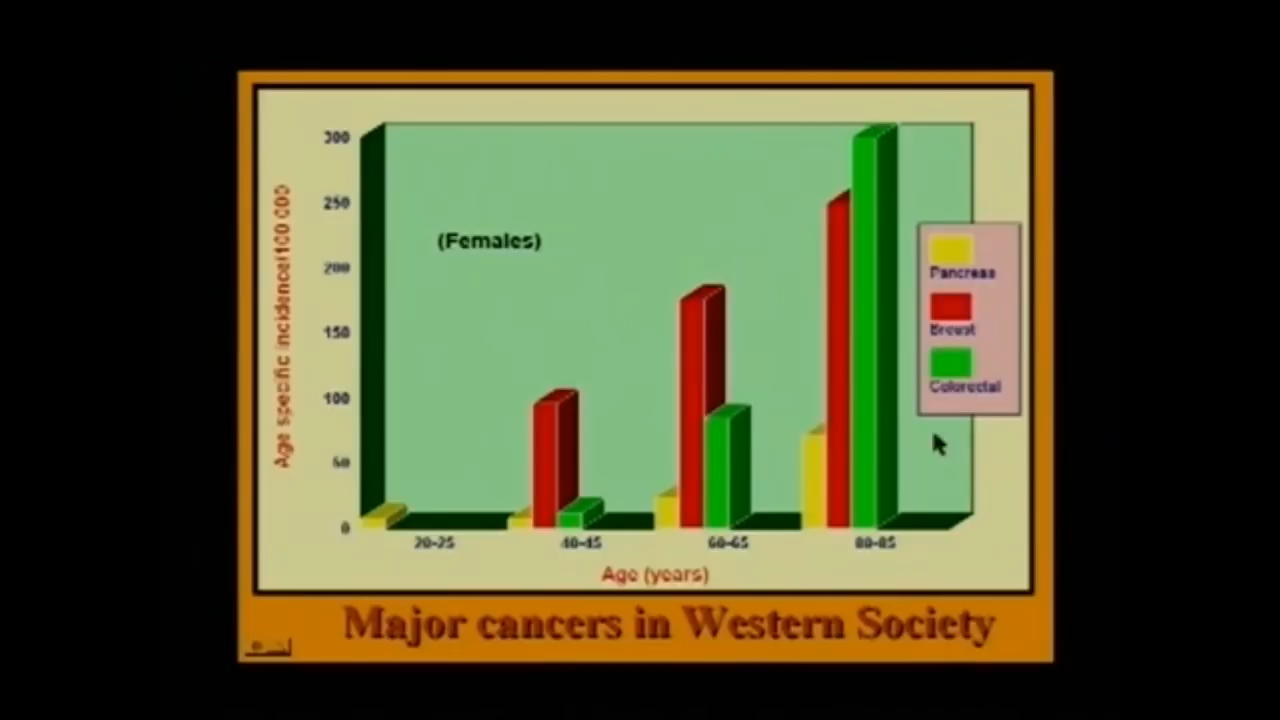 300
250
200
150
100
50
0
Age specific incidence/100 000
(Females)
Pancreas
Breast
Colorectal
20-25
40-45
60-65
80-85
Age (years)
Major cancers in Western Society